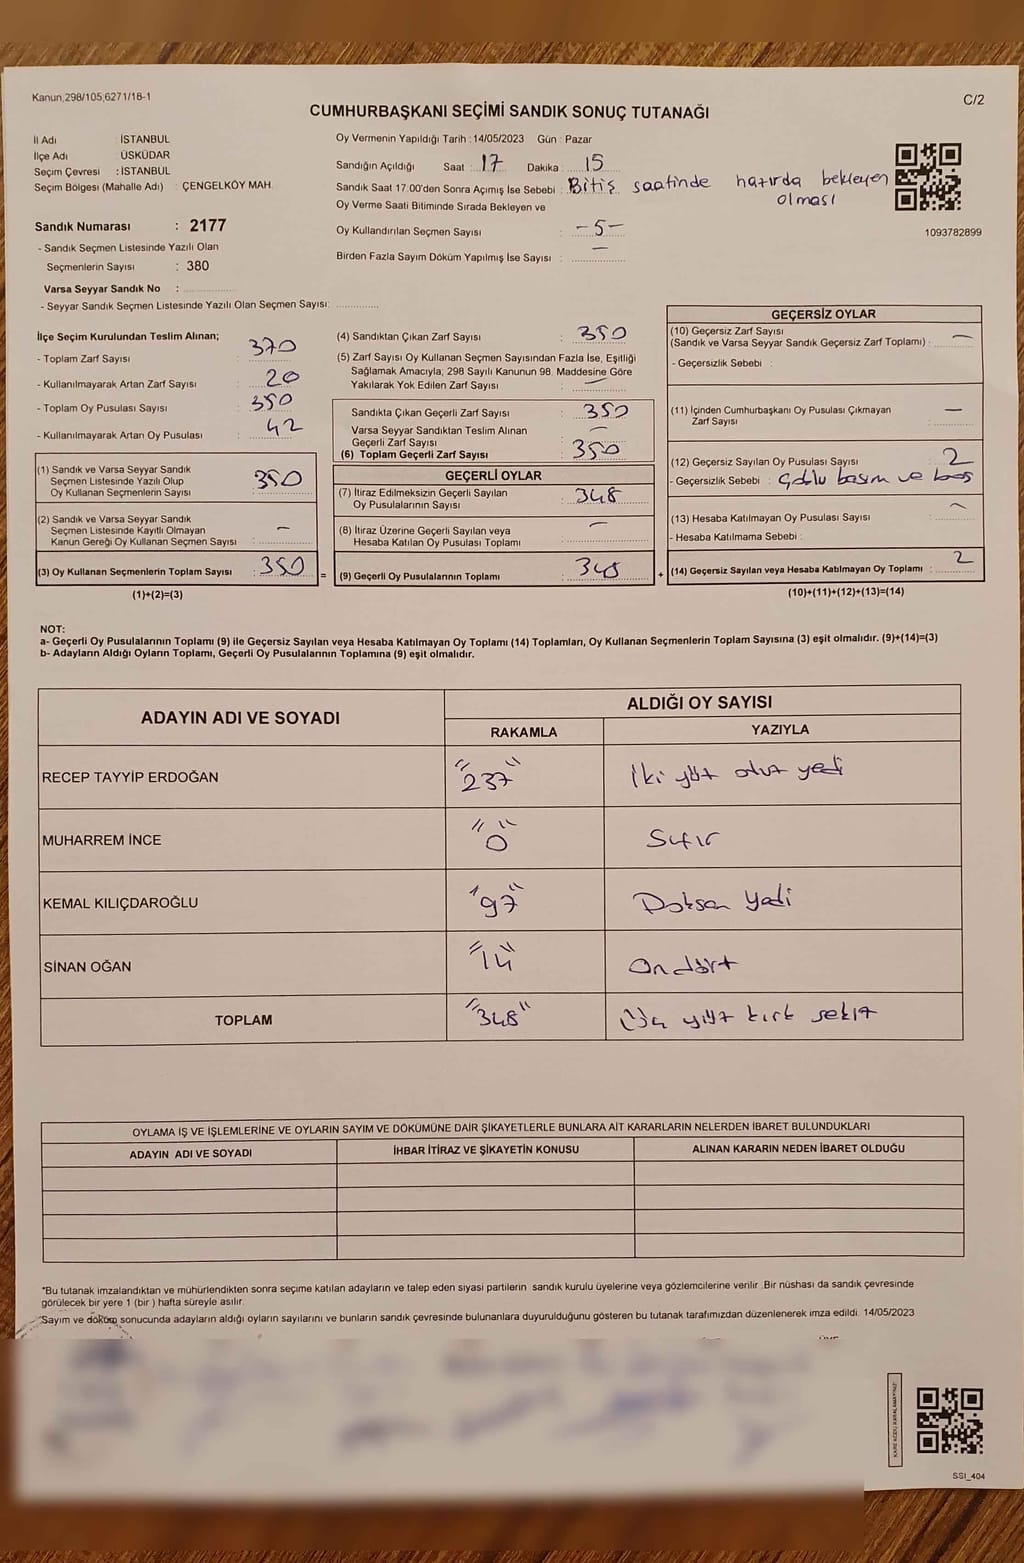 Kanun;298/105;6271/18-1
C/2
CUMHURBAŞKANI SEÇİMİ SANDIK SONUÇ TUTANAĞI
İl Adı İSTANBUL
İlçe Adı ÜSKÜDAR
Seçim Çevresi : İSTANBUL
Seçim Bölgesi (Mahalle Adı) : ÇENGELKÖY MAH.
Sandık Numarası : 2177
- Sandık Seçmen Listesinde Yazılı Olan
Seçmenlerin Sayısı : 380
Varsa Seyyar Sandık No :
- Seyyar Sandık Seçmen Listesinde Yazılı Olan Seçmen Sayısı:
Oy Vermenin Yapıldığı Tarih : 14/05/2023 Gün : Pazar
Sandığın Açıldığı Saat : 17 Dakika : 15
Sandık Saat 17.00'den Sonra Açımış İse Sebebi : Bitiş saatinde hazırda bekleyen
olması
Oy Verme Saati Bitiminde Sırada Bekleyen ve
Oy Kullandırılan Seçmen Sayısı : -5-
Birden Fazla Sayım Döküm Yapılmış İse Sayısı : —
1093782899
İlçe Seçim Kurulundan Teslim Alınan;
- Toplam Zarf Sayısı : 370
- Kullanılmayarak Artan Zarf Sayısı : 20
- Toplam Oy Pusulası Sayısı : 350
- Kullanılmayarak Artan Oy Pusulası : 42
(1) Sandık ve Varsa Seyyar Sandık
Seçmen Listesinde Yazılı Olup
Oy Kullanan Seçmenlerin Sayısı 350
(2) Sandık ve Varsa Seyyar Sandık
Seçmen Listesinde Kayıtlı Olmayan
Kanun Gereği Oy Kullanan Seçmen Sayısı : —
(3) Oy Kullanan Seçmenlerin Toplam Sayısı : 350
(1)+(2)=(3)
(4) Sandıktan Çıkan Zarf Sayısı : 350
(5) Zarf Sayısı Oy Kullanan Seçmen Sayısından Fazla İse, Eşitliği
Sağlamak Amacıyla; 298 Sayılı Kanunun 98. Maddesine Göre
Yakılarak Yok Edilen Zarf Sayısı : —
Sandıkta Çıkan Geçerli Zarf Sayısı : 350
Varsa Seyyar Sandıktan Teslim Alınan
Geçerli Zarf Sayısı : —
(6) Toplam Geçerli Zarf Sayısı : 350
GEÇERLİ OYLAR
(7) İtiraz Edilmeksizin Geçerli Sayılan
Oy Pusulalarının Sayısı : 348
(8) İtiraz Üzerine Geçerli Sayılan veya
Hesaba Katılan Oy Pusulası Toplamı : —
= (9) Geçerli Oy Pusulalarının Toplamı : 348 +
GEÇERSİZ OYLAR
(10) Geçersiz Zarf Sayısı
(Sandık ve Varsa Seyyar Sandık Geçersiz Zarf Toplamı) : —
- Geçersizlik Sebebi :
(11) İçinden Cumhurbaşkanı Oy Pusulası Çıkmayan
Zarf Sayısı : —
(12) Geçersiz Sayılan Oy Pusulası Sayısı : 2
- Geçersizlik Sebebi : Çoklu basım ve boş
(13) Hesaba Katılmayan Oy Pusulası Sayısı : —
- Hesaba Katılmama Sebebi :
(14) Geçersiz Sayılan veya Hesaba Katılmayan Oy Toplamı : 2
(10)+(11)+(12)+(13)=(14)
NOT:
a- Geçerli Oy Pusulalarının Toplamı (9) ile Geçersiz Sayılan veya Hesaba Katılmayan Oy Toplamı (14) Toplamları, Oy Kullanan Seçmenlerin Toplam Sayısına (3) eşit olmalıdır. (9)+(14)=(3)
b- Adayların Aldığı Oyların Toplamı, Geçerli Oy Pusulalarının Toplamına (9) eşit olmalıdır.
ADAYIN ADI VE SOYADI
ALDIĞI OY SAYISI
RAKAMLA YAZIYLA
RECEP TAYYİP ERDOĞAN "237" İki yüz otuz yedi
MUHARREM İNCE "0" Sıfır
KEMAL KILIÇDAROĞLU "97" Doksan Yedi
SİNAN OĞAN "14" On dört
TOPLAM "348" Üç yüz kırk sekiz
OYLAMA İŞ VE İŞLEMLERİNE VE OYLARIN SAYIM VE DÖKÜMÜNE DAİR ŞİKAYETLERLE BUNLARA AİT KARARLARIN NELERDEN İBARET BULUNDUKLARI
ADAYIN ADI VE SOYADI İHBAR İTİRAZ VE ŞİKAYETİN KONUSU ALINAN KARARIN NEDEN İBARET OLDUĞU
*Bu tutanak imzalandıktan ve mühürlendikten sonra seçime katılan adayların ve talep eden siyasi partilerin sandık kurulu üyelerine veya gözlemcilerine verilir .Bir nüshası da sandık çevresinde
görülecek bir yere 1 (bir ) hafta süreyle asılır.
*Sayım ve döküm sonucunda adayların aldığı oyların sayılarını ve bunların sandık çevresinde bulunanlara duyurulduğunu gösteren bu tutanak tarafımızdan düzenlenerek imza edildi. 14/05/2023
SSI_404